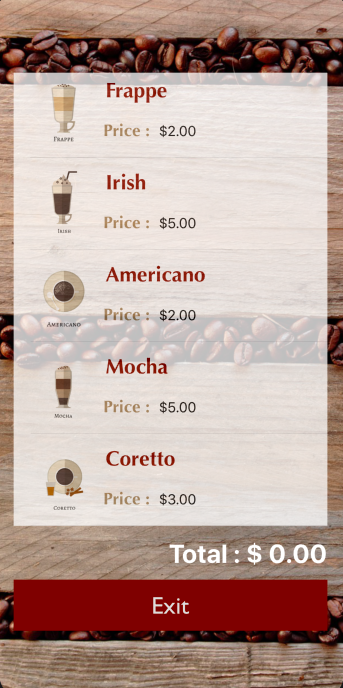 Frappe
Price : $2.00
FRAPPE
Irish
Price : $5.00
IRISH
Americano
Price : $2.00
AMERICANO
Mocha
Price : $5.00
MOCHA
Coretto
Price : $3.00
CORETTO
Total : $ 0.00
Exit